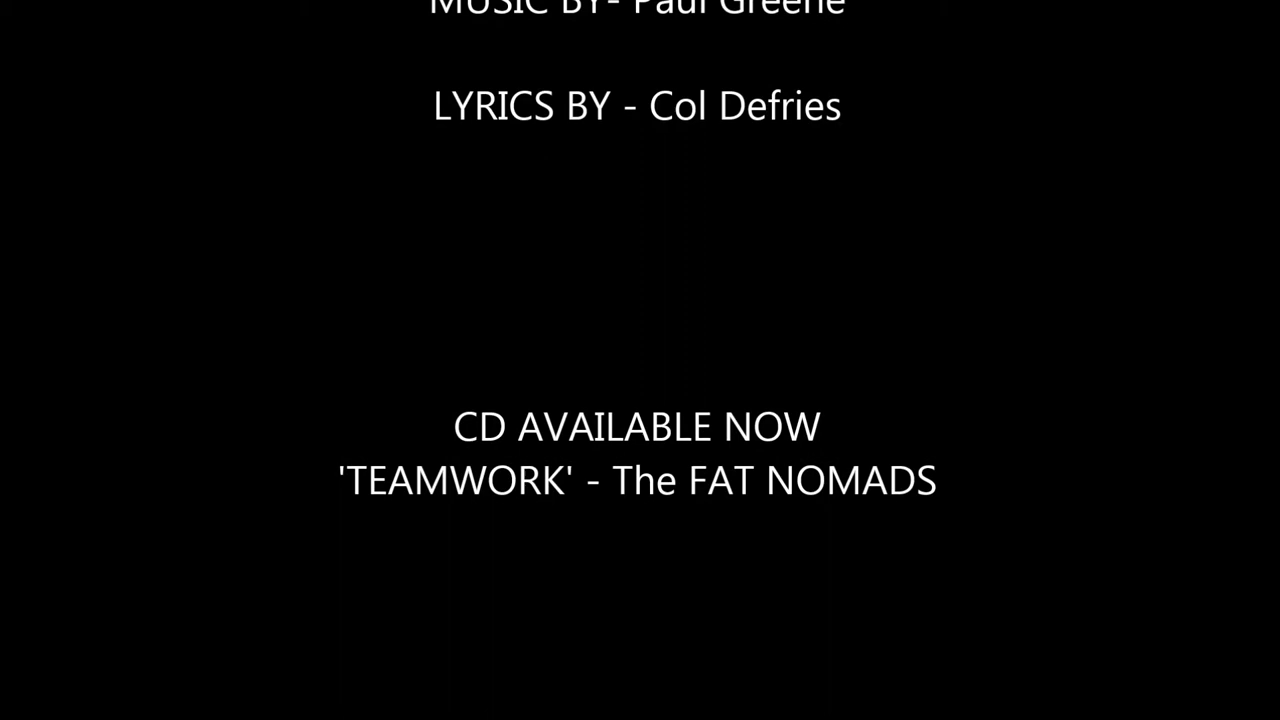 MUSIC BY- Paul Greene
LYRICS BY - Col Defries
CD AVAILABLE NOW
'TEAMWORK' - The FAT NOMADS